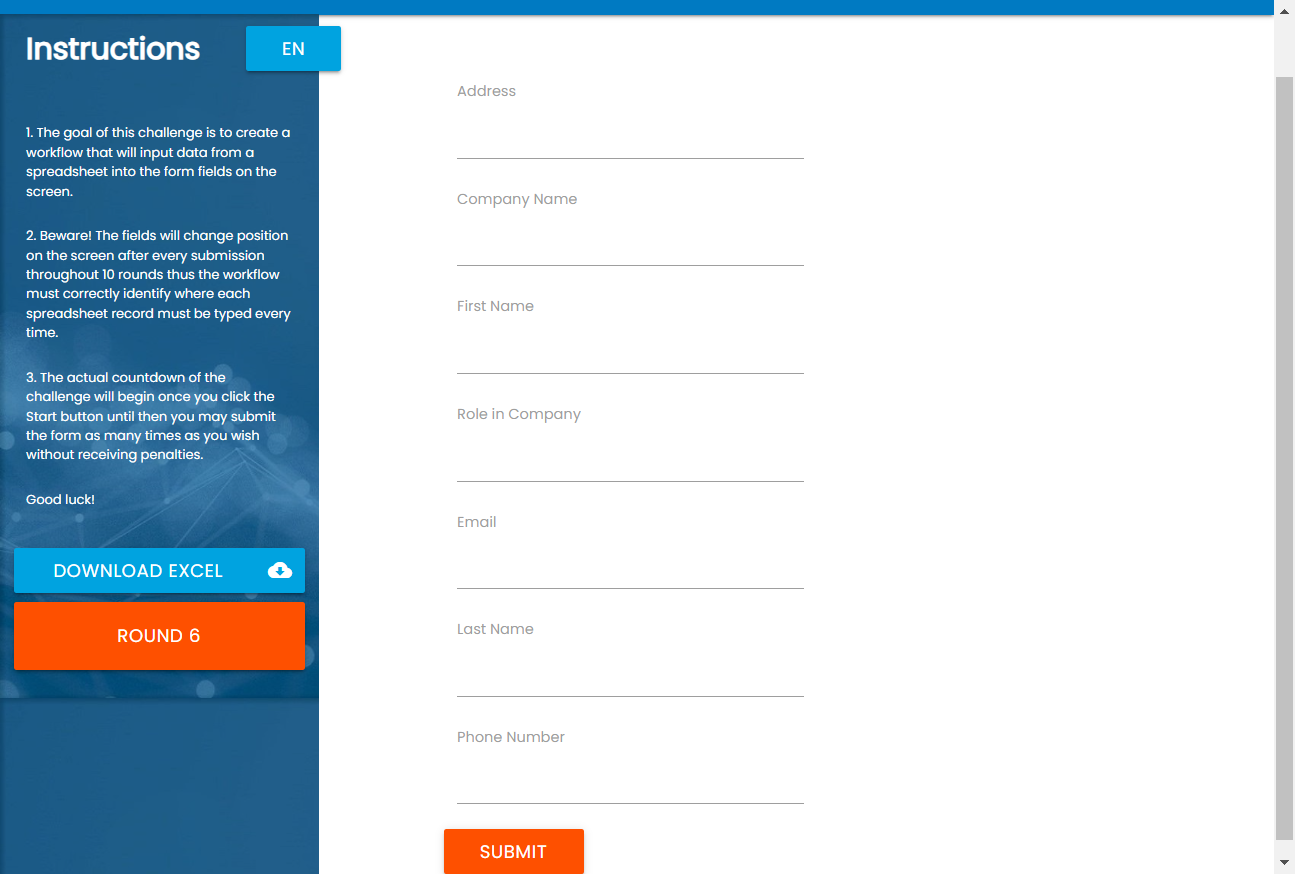 Instructions
EN
1. The goal of this challenge is to create a
workflow that will input data from a
spreadsheet into the form fields on the
screen.
2. Beware! The fields will change position
on the screen after every submission
throughout 10 rounds thus the workflow
must correctly identify where each
spreadsheet record must be typed every
time.
3. The actual countdown of the
challenge will begin once you click the
Start button until then you may submit
the form as many times as you wish
without receiving penalties.
Good luck!
DOWNLOAD EXCEL
ROUND 6
Address
Company Name
First Name
Role in Company
Email
Last Name
Phone Number
SUBMIT